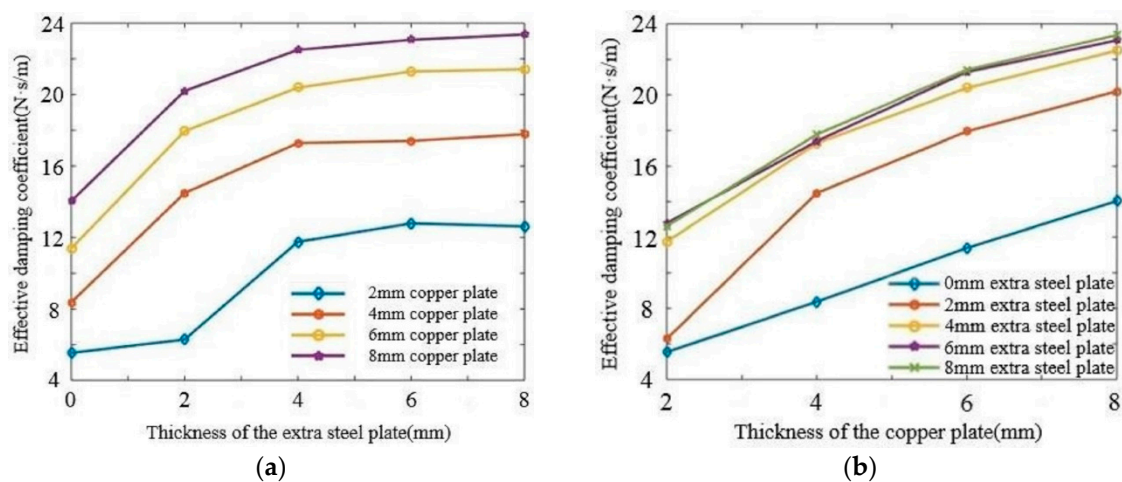 24
20
16
12
8
4
Effective damping coefficient(N·s/m)
2mm copper plate
4mm copper plate
6mm copper plate
8mm copper plate
0 2 4 6 8
Thickness of the extra steel plate(mm)
(a)
24
20
16
12
8
4
Effective damping coefficient(N·s/m)
0mm extra steel plate
2mm extra steel plate
4mm extra steel plate
6mm extra steel plate
8mm extra steel plate
2 4 6 8
Thickness of the copper plate(mm)
(b)